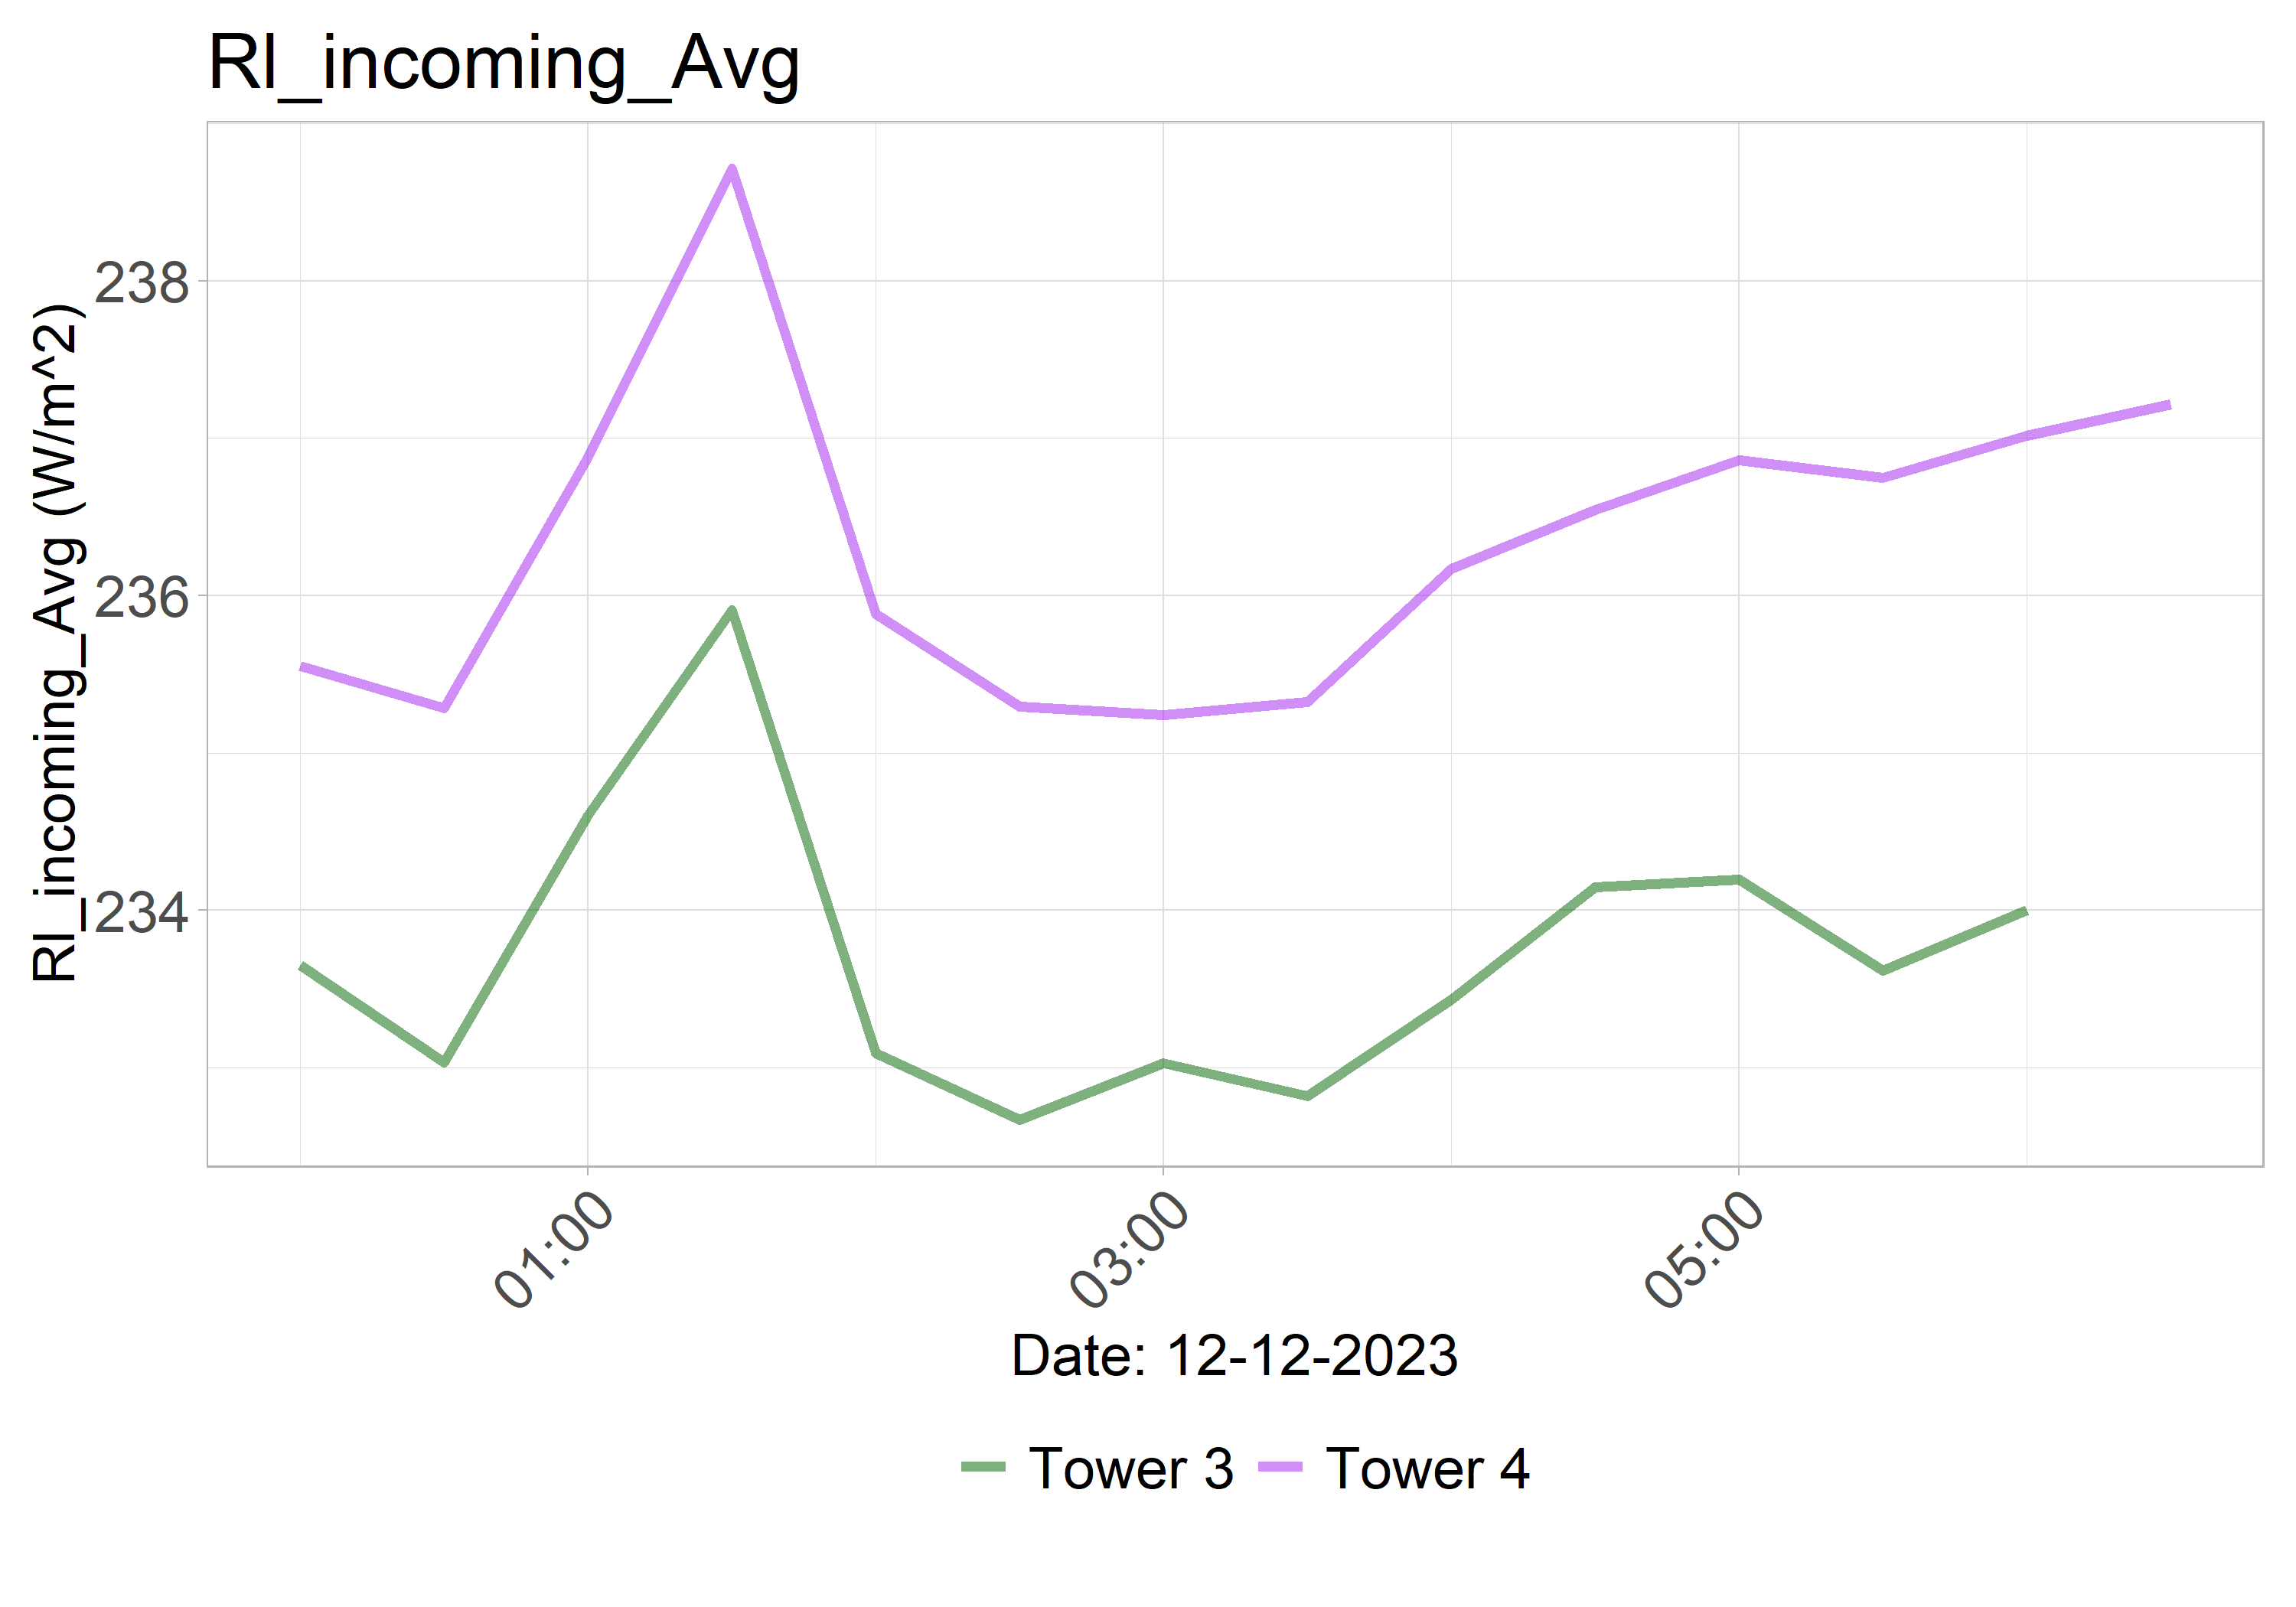 Rl_incoming_Avg
Rl_incoming_Avg (W/m^2)
238
236
234
01:00
03:00
05:00
Date: 12-12-2023
Tower 3
Tower 4